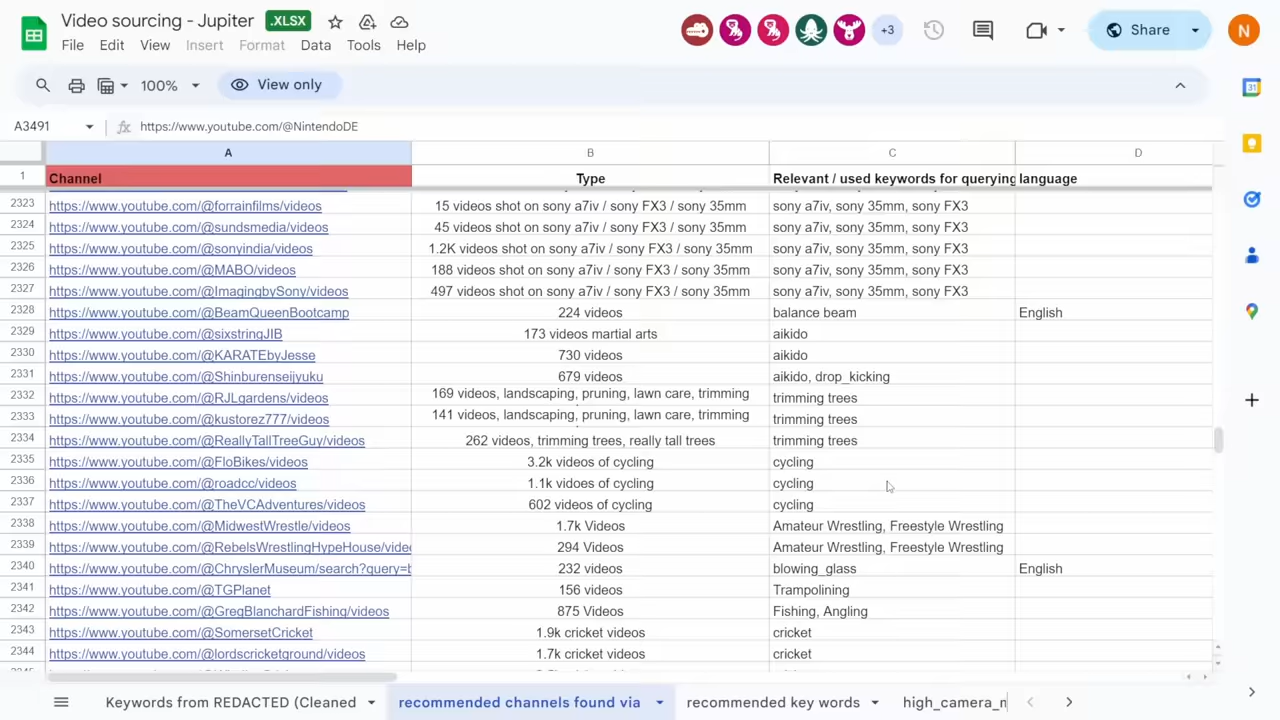 Video sourcing - Jupiter .XLSX
File Edit View Insert Format Data Tools Help
+3
Share
N
100%
View only
31
A3491
fx https://www.youtube.com/@NintendoDE
A B C D
1 Channel Type Relevant / used keywords for querying language
2323 https://www.youtube.com/@forrainfilms/videos 15 videos shot on sony a7iv / sony FX3 / sony 35mm sony a7iv, sony 35mm, sony FX3
2324 https://www.youtube.com/@sundsmedia/videos 45 videos shot on sony a7iv / sony FX3 / sony 35mm sony a7iv, sony 35mm, sony FX3
2325 https://www.youtube.com/@sonyindia/videos 1.2K videos shot on sony a7iv / sony FX3 / sony 35mm sony a7iv, sony 35mm, sony FX3
2326 https://www.youtube.com/@MABO/videos 188 videos shot on sony a7iv / sony FX3 / sony 35mm sony a7iv, sony 35mm, sony FX3
2327 https://www.youtube.com/@ImagingbySony/videos 497 videos shot on sony a7iv / sony FX3 / sony 35mm sony a7iv, sony 35mm, sony FX3
2328 https://www.youtube.com/@BeamQueenBootcamp 224 videos balance beam English
2329 https://www.youtube.com/@sixstringJIB 173 videos martial arts aikido
2330 https://www.youtube.com/@KARATEbyJesse 730 videos aikido
2331 https://www.youtube.com/@Shinburenseijyuku 679 videos aikido, drop_kicking
2332 https://www.youtube.com/@RJLgardens/videos 169 videos, landscaping, pruning, lawn care, trimming trimming trees
2333 https://www.youtube.com/@kustorez777/videos 141 videos, landscaping, pruning, lawn care, trimming trimming trees
2334 https://www.youtube.com/@ReallyTallTreeGuy/videos 262 videos, trimming trees, really tall trees trimming trees
2335 https://www.youtube.com/@FloBikes/videos 3.2k videos of cycling cycling
2336 https://www.youtube.com/@roadcc/videos 1.1k vidoes of cycling cycling
2337 https://www.youtube.com/@TheVCAdventures/videos 602 videos of cycling cycling
2338 https://www.youtube.com/@MidwestWrestle/videos 1.7k Videos Amateur Wrestling, Freestyle Wrestling
2339 https://www.youtube.com/@RebelsWrestlingHypeHouse/video 294 Videos Amateur Wrestling, Freestyle Wrestling
2340 https://www.youtube.com/@ChryslerMuseum/search?query=b 232 videos blowing_glass English
2341 https://www.youtube.com/@TGPlanet 156 videos Trampolining
2342 https://www.youtube.com/@GregBlanchardFishing/videos 875 Videos Fishing, Angling
2343 https://www.youtube.com/@SomersetCricket 1.9k cricket videos cricket
2344 https://www.youtube.com/@lordscricketground/videos 1.7k cricket videos cricket
Keywords from REDACTED (Cleaned recommended channels found via recommended key words high_camera_m